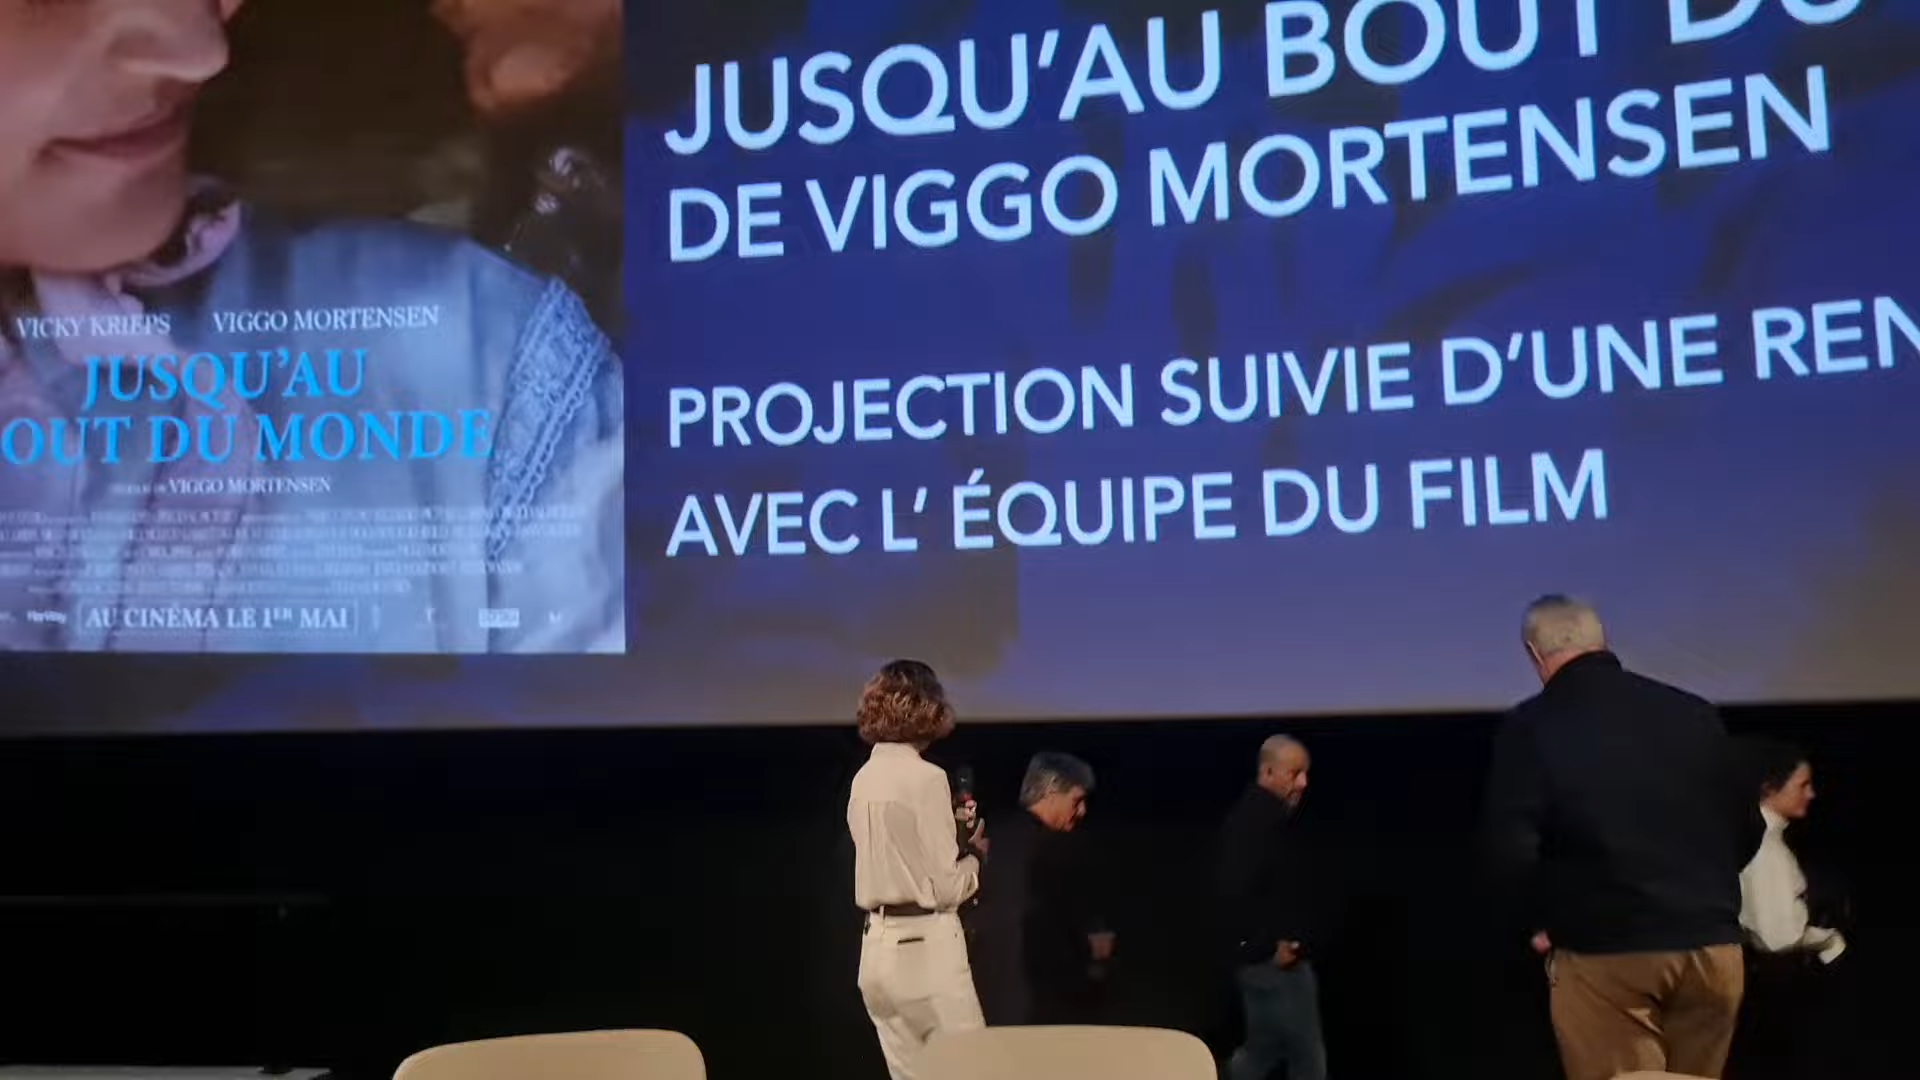 JUSQU'AU BOUT DU
DE VIGGO MORTENSEN
PROJECTION SUIVIE D'UNE REN
AVEC L' ÉQUIPE DU FILM
VICKY KRIEPS VIGGO MORTENSEN
JUSQU'AU
OUT DU MONDE
VIGGO MORTENSEN
AU CINÉMA LE 1ER MAI